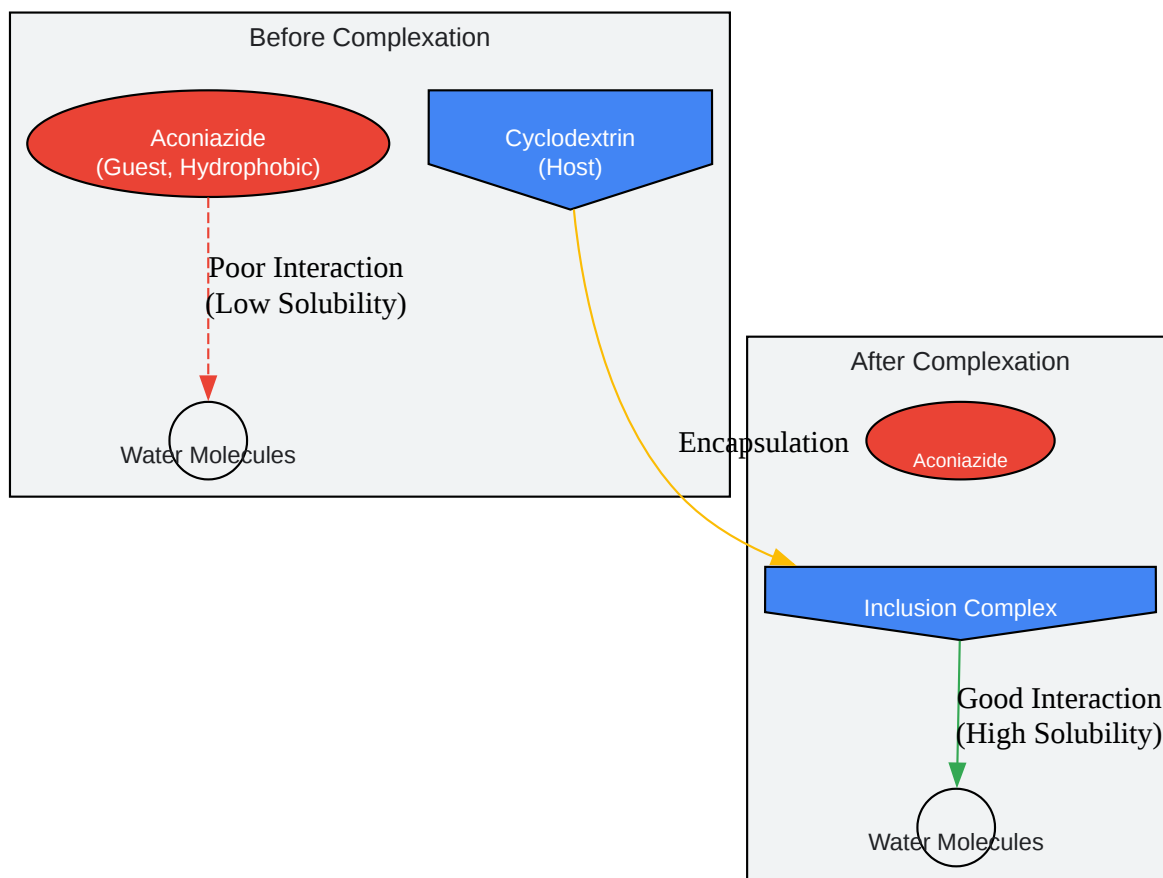 Before Complexation
Aconiazide
(Guest, Hydrophobic)
Cyclodextrin
(Host)
Poor Interaction
(Low Solubility)
Water Molecules
After Complexation
Encapsulation
Aconiazide
Inclusion Complex
Good Interaction
(High Solubility)
Water Molecules